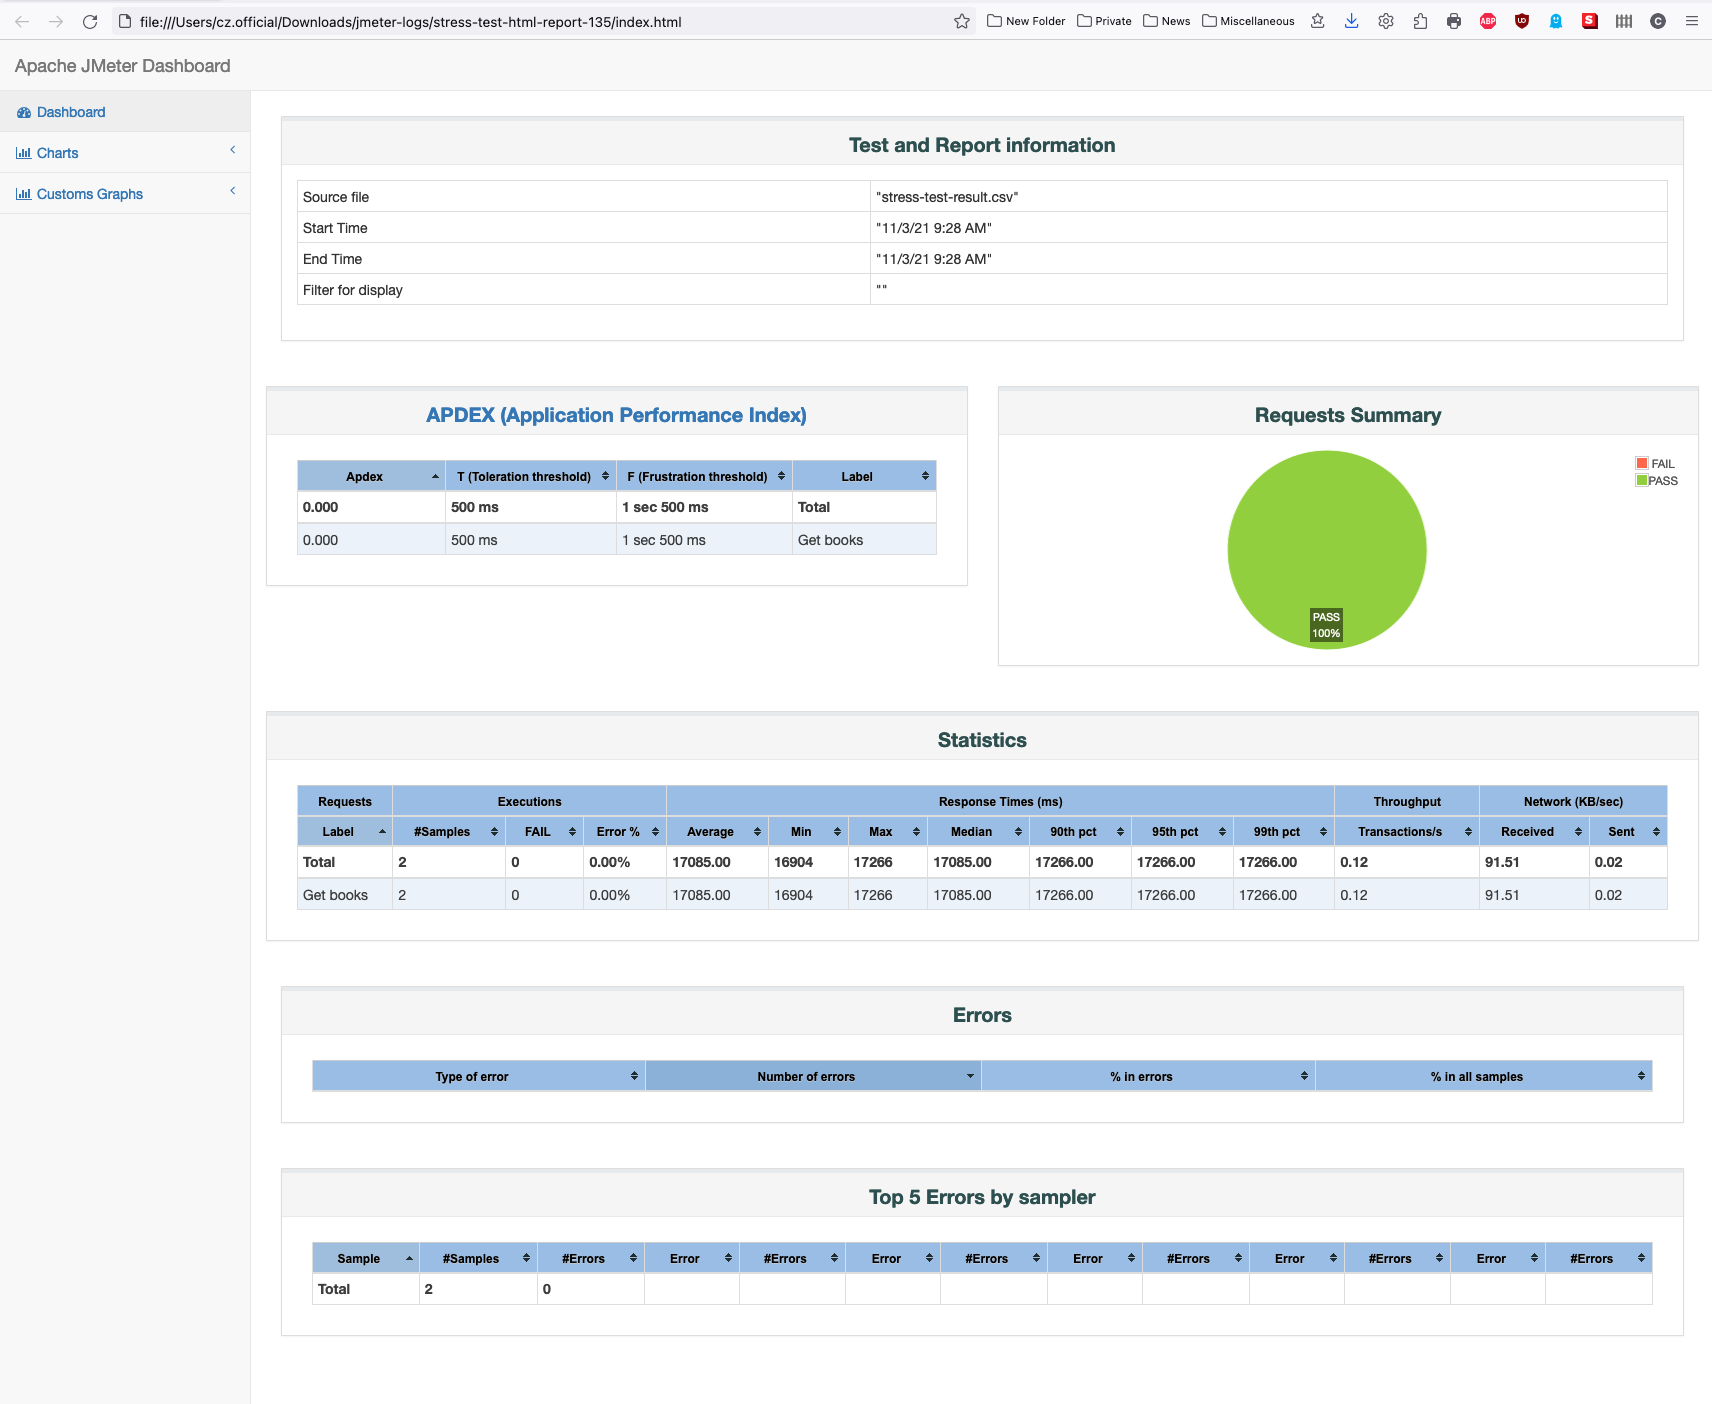 file:///Users/cz.official/Downloads/jmeter-logs/stress-test-html-report-135/index.html
New Folder Private News Miscellaneous ABP UD S C
Apache JMeter Dashboard
Dashboard
Charts
Customs Graphs
Test and Report information
Source file "stress-test-result.csv"
Start Time "11/3/21 9:28 AM"
End Time "11/3/21 9:28 AM"
Filter for display ""
APDEX (Application Performance Index)
Apdex T (Toleration threshold) F (Frustration threshold) Label
0.000 500 ms 1 sec 500 ms Total
0.000 500 ms 1 sec 500 ms Get books
Requests Summary
FAIL
PASS
PASS
100%
Statistics
Requests Executions Response Times (ms) Throughput Network (KB/sec)
Label #Samples FAIL Error % Average Min Max Median 90th pct 95th pct 99th pct Transactions/s Received Sent
Total 2 0 0.00% 17085.00 16904 17266 17085.00 17266.00 17266.00 17266.00 0.12 91.51 0.02
Get books 2 0 0.00% 17085.00 16904 17266 17085.00 17266.00 17266.00 17266.00 0.12 91.51 0.02
Errors
Type of error Number of errors % in errors % in all samples
Top 5 Errors by sampler
Sample #Samples #Errors Error #Errors Error #Errors Error #Errors Error #Errors Error #Errors
Total 2 0